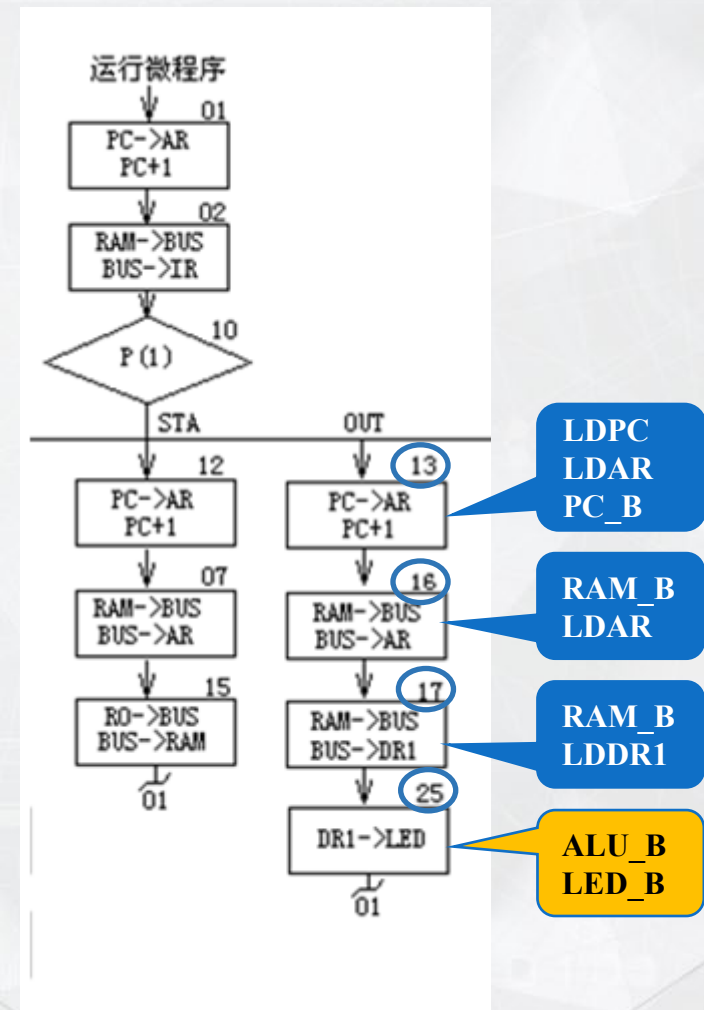 运行微程序
01
PC->AR
PC+1
02
RAM->BUS
BUS->IR
10
P(1)
STA
OUT
12
PC->AR
PC+1
07
RAM->BUS
BUS->AR
15
RO->BUS
BUS->RAM
01
13
PC->AR
PC+1
16
RAM->BUS
BUS->AR
17
RAM->BUS
BUS->DR1
25
DR1->LED
01
LDPC
LDAR
PC_B
RAM_B
LDAR
RAM_B
LDDR1
ALU_B
LED_B